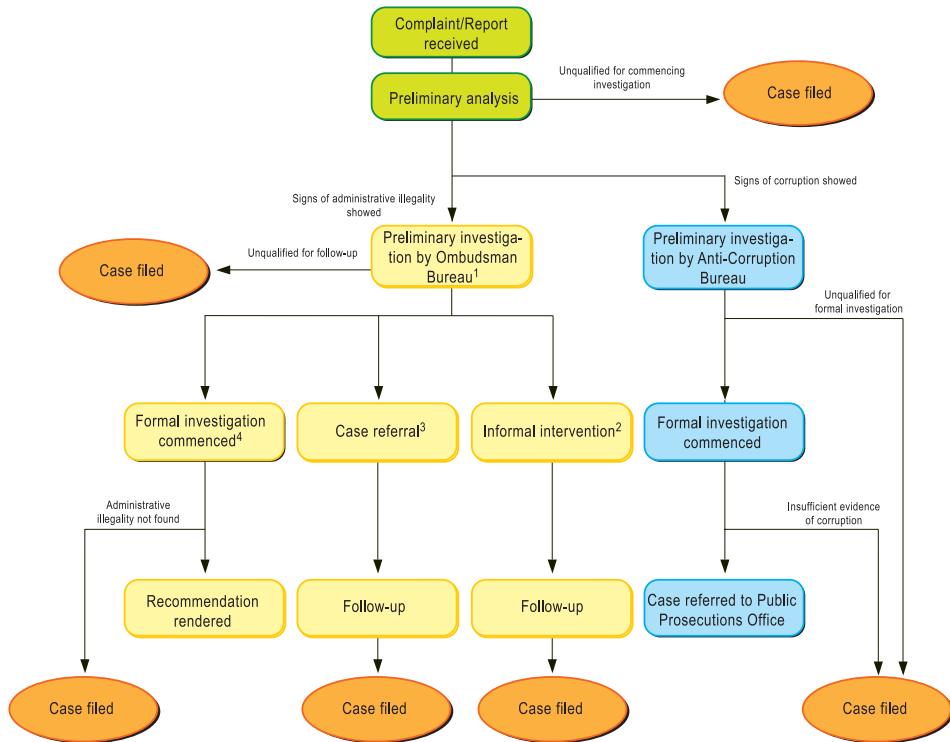 Complaint/Report
received
Unqualified for commencing
investigation
Preliminary analysis
Case filed
Signs of corruption showed
Signs of administrative illegality
showed
Preliminary investiga-
tion by Ombudsman
Bureau1
Preliminary investiga-
tion by Anti-Corruption
Bureau
Unqualified for follow-up
Case filed
Unqualified for
formal investigation
Formal investigation
commenced4
Case referral3
Informal intervention2
Formal investigation
commenced
Administrative
illegality not found
Insufficient evidence
of corruption
Recommendation
rendered
Follow-up
Follow-up
Case referred to Public
Prosecutions Office
Case filed
Case filed
Case filed
Case filed